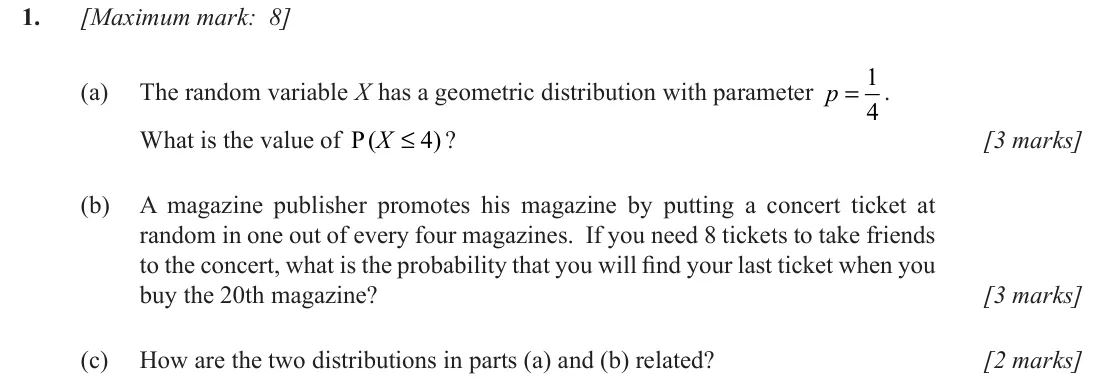 1. [Maximum mark: 8]
(a) The random variable X has a geometric distribution with parameter p = 1/4.
What is the value of P(X ≤ 4)? [3 marks]
(b) A magazine publisher promotes his magazine by putting a concert ticket at
random in one out of every four magazines. If you need 8 tickets to take friends
to the concert, what is the probability that you will find your last ticket when you
buy the 20th magazine? [3 marks]
(c) How are the two distributions in parts (a) and (b) related? [2 marks]